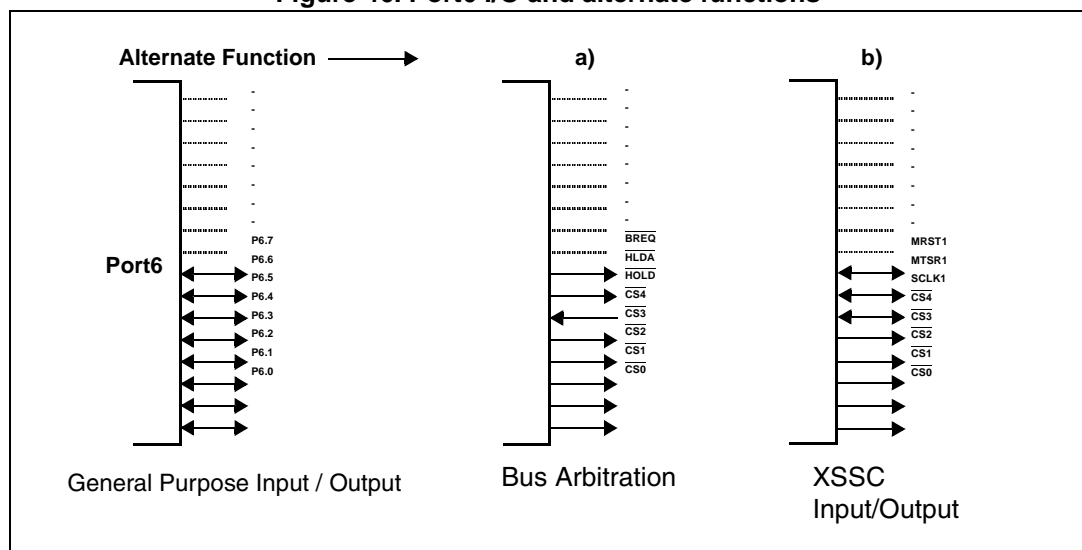 Figure Port6 I/O and alternate functions
Alternate Function
a)
b)
-
-
-
-
-
-
-
-
P6.7
P6.6
P6.5
P6.4
P6.3
P6.2
P6.1
P6.0
Port6
General Purpose Input / Output
-
-
-
-
-
-
-
-
BREQ
HLDA
HOLD
CS4
CS3
CS2
CS1
CS0
Bus Arbitration
-
-
-
-
-
-
-
-
MRST1
MTSR1
SCLK1
CS4
CS3
CS2
CS1
CS0
XSSC
Input/Output